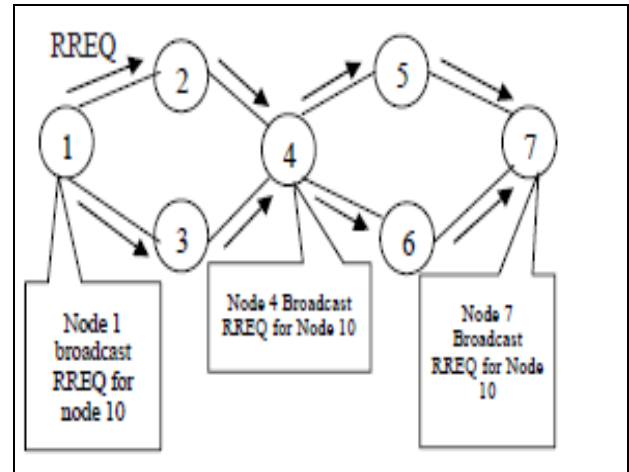 RREQ
2
5
1
4
7
3
6
Node 1
broadcast
RREQ for
node 10
Node 4 Broadcast
RREQ for Node 10
Node 7
Broadcast
RREQ for Node
10